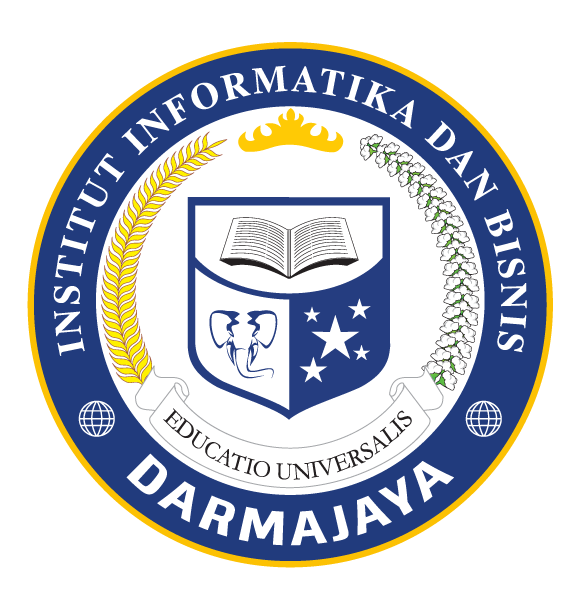 INSTITUT INFORMATIKA DAN BISNIS
EDUCATIO UNIVERSALIS
DARMAJAYA